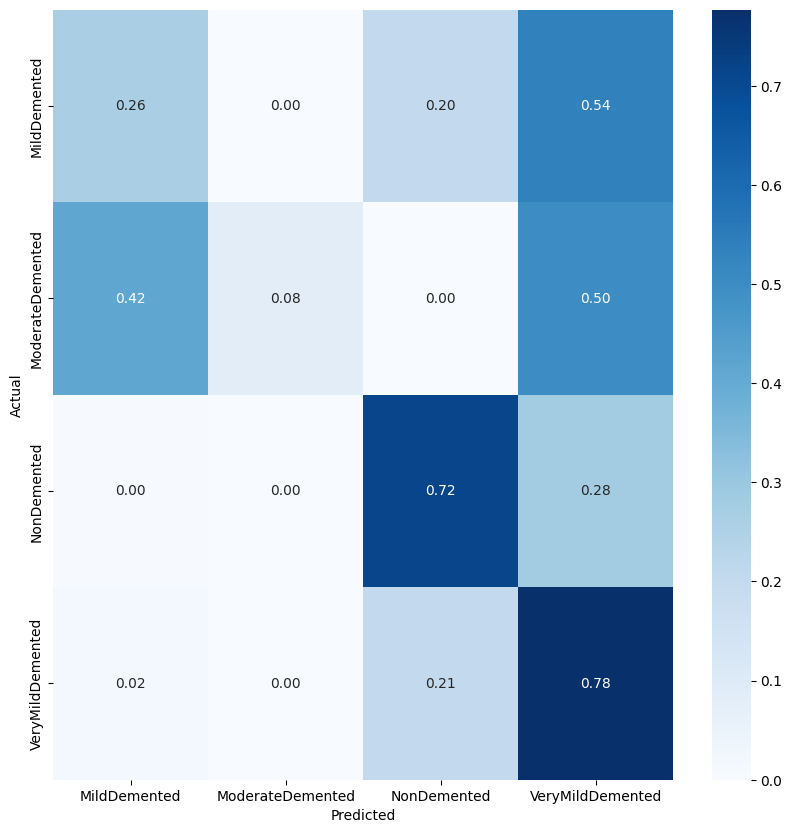 MildDemented
0.26 0.00 0.20 0.54
ModerateDemented
0.42 0.08 0.00 0.50
NonDemented
0.00 0.00 0.72 0.28
VeryMildDemented
0.02 0.00 0.21 0.78
Actual
MildDemented ModerateDemented NonDemented VeryMildDemented
Predicted
0.7
0.6
0.5
0.4
0.3
0.2
0.1
0.0